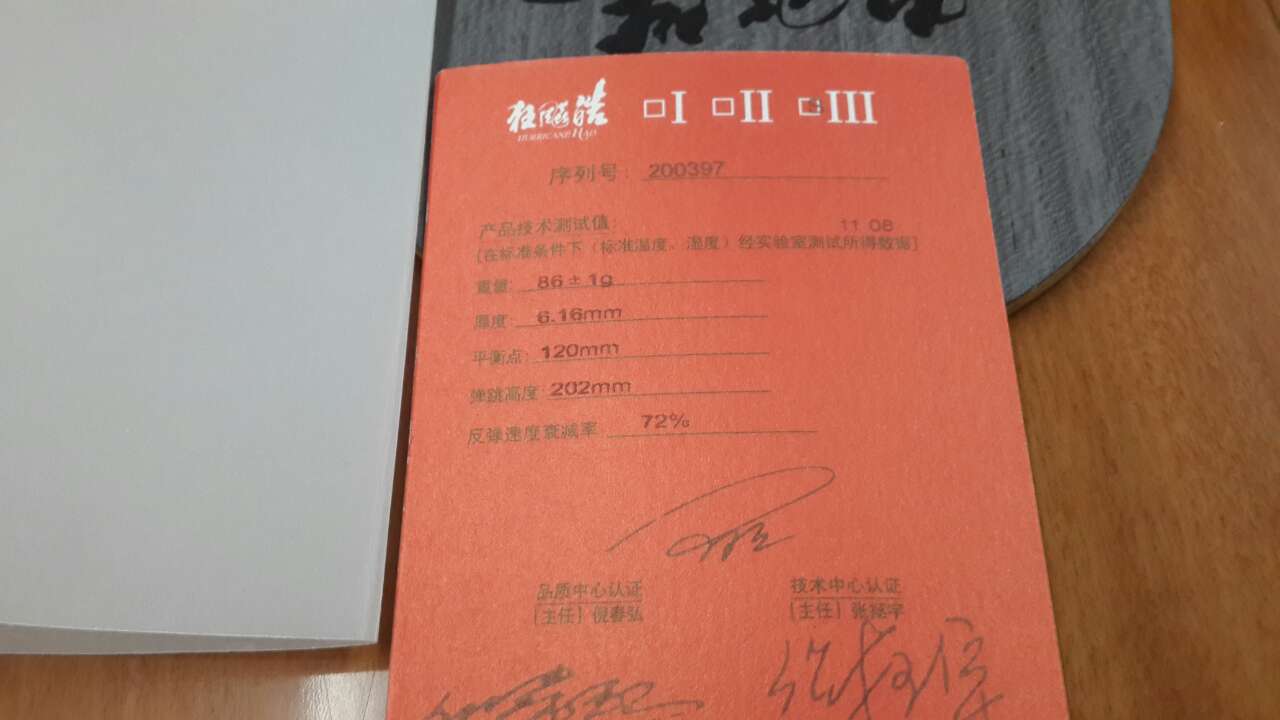 狂飚皓 □I □II ☑III
HURRICANE HAO
序列号: 200397
产品技术测试值: 11 08
[在标准条件下(标准温度、湿度)经实验室测试所得数据]
重量: 86±1g
厚度: 6.16mm
平衡点: 120mm
弹跳高度: 202mm
反弹速度衰减率: 72%
品质中心认证 技术中心认证
[主任] 倪春弘 [主任] 张